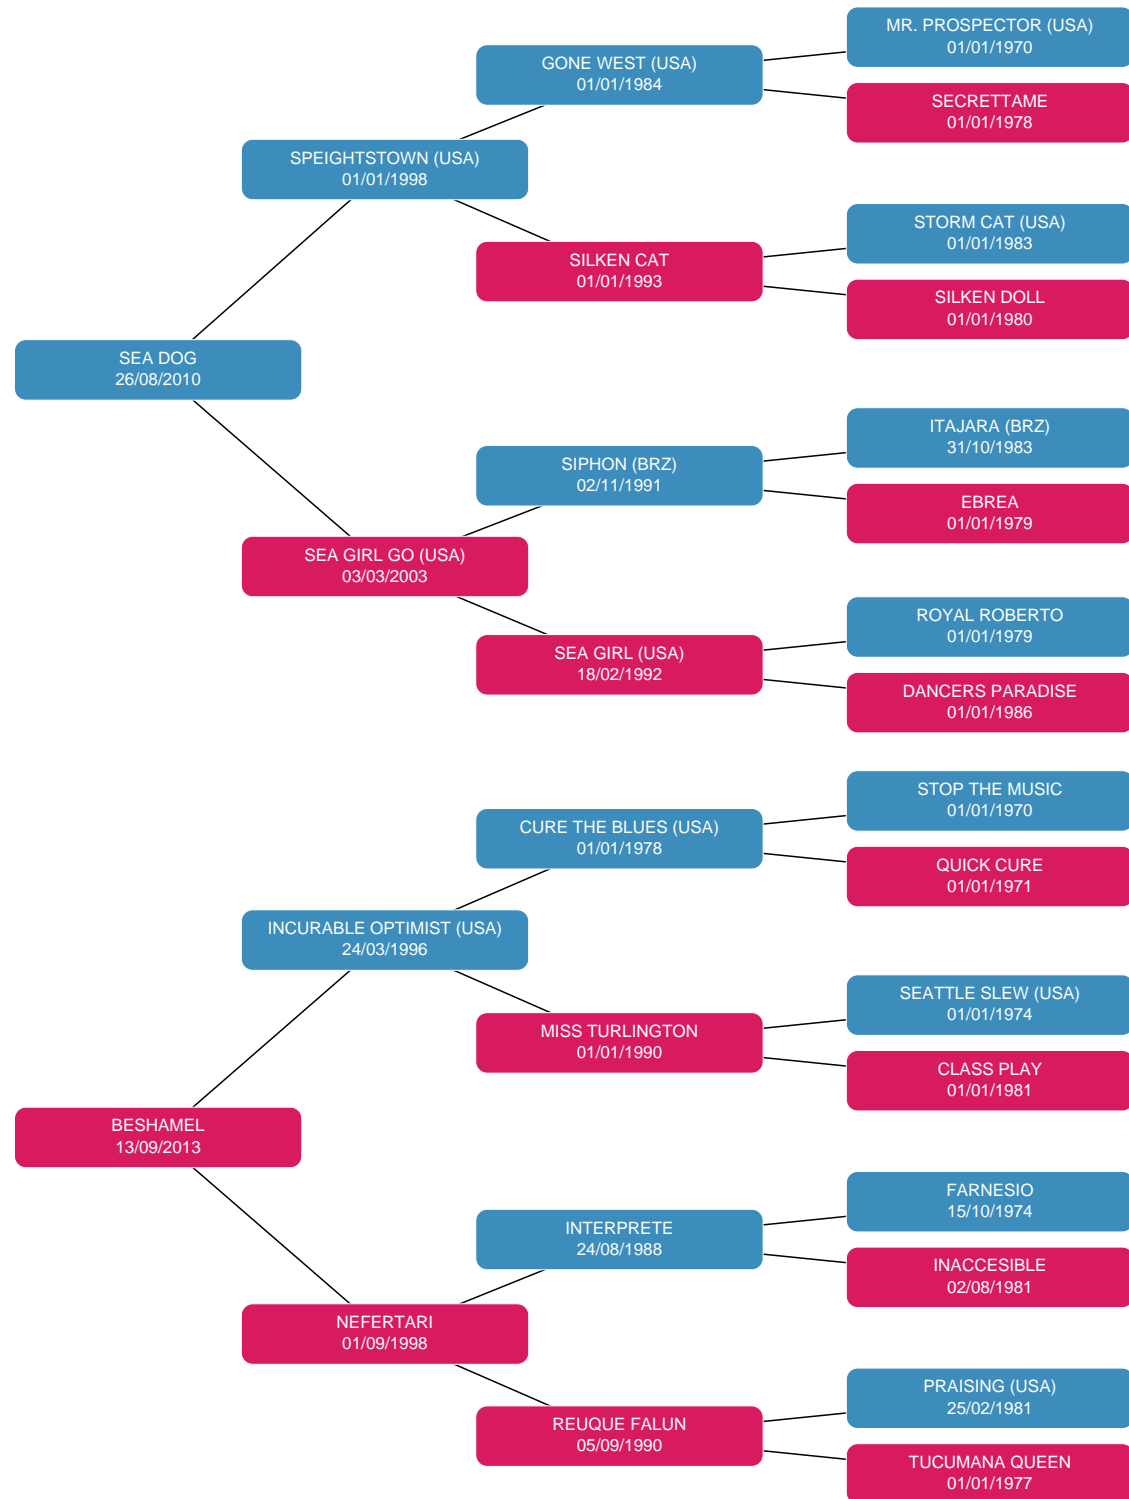 MR. PROSPECTOR (USA)
01/01/1970
GONE WEST (USA)
01/01/1984
SECRETTAME
01/01/1978
SPEIGHTSTOWN (USA)
01/01/1998
STORM CAT (USA)
01/01/1983
SILKEN CAT
01/01/1993
SILKEN DOLL
01/01/1980
SEA DOG
26/08/2010
ITAJARA (BRZ)
31/10/1983
SIPHON (BRZ)
02/11/1991
EBREA
01/01/1979
SEA GIRL GO (USA)
03/03/2003
ROYAL ROBERTO
01/01/1979
SEA GIRL (USA)
18/02/1992
DANCERS PARADISE
01/01/1986
STOP THE MUSIC
01/01/1970
CURE THE BLUES (USA)
01/01/1978
QUICK CURE
01/01/1971
INCURABLE OPTIMIST (USA)
24/03/1996
SEATTLE SLEW (USA)
01/01/1974
MISS TURLINGTON
01/01/1990
CLASS PLAY
01/01/1981
BESHAMEL
13/09/2013
FARNESIO
15/10/1974
INTERPRETE
24/08/1988
INACCESIBLE
02/08/1981
NEFERTARI
01/09/1998
PRAISING (USA)
25/02/1981
REUQUE FALUN
05/09/1990
TUCUMANA QUEEN
01/01/1977